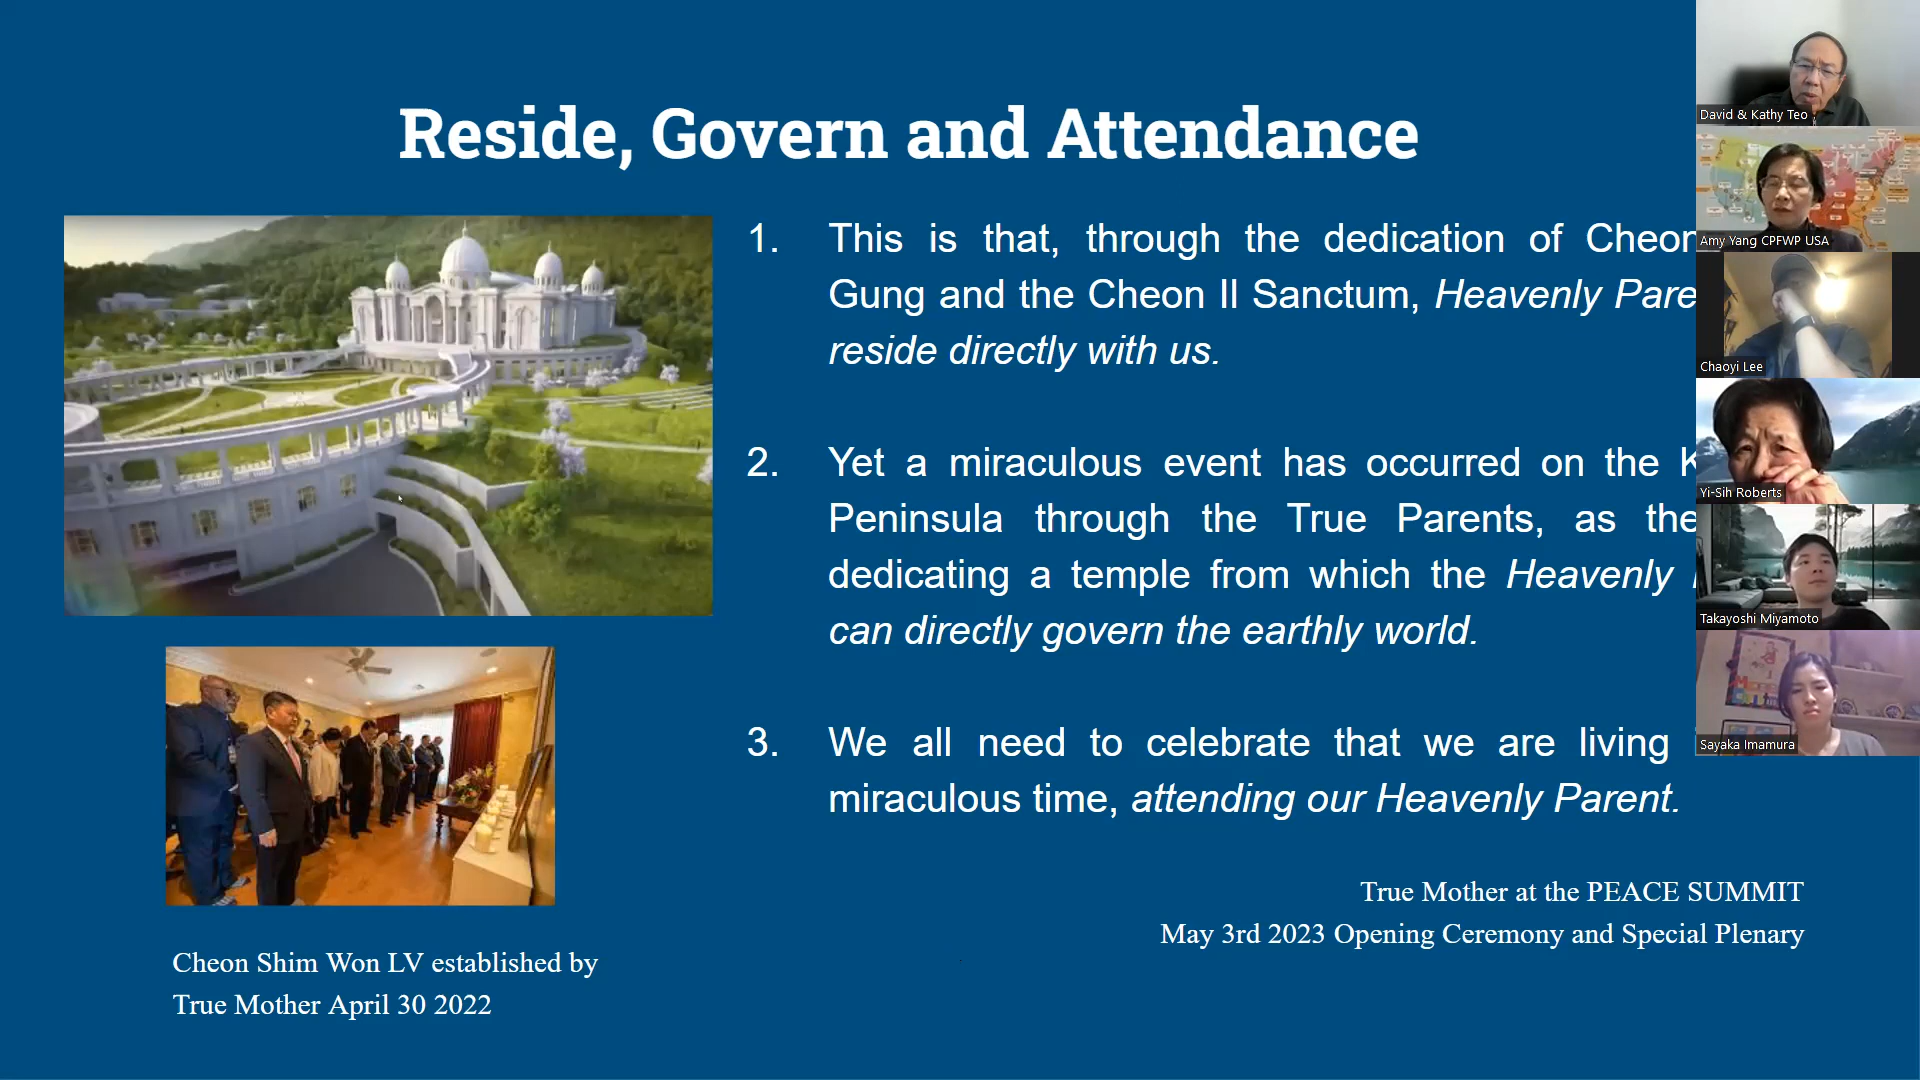 Reside, Govern and Attendance
1. This is that, through the dedication of Cheon
Gung and the Cheon Il Sanctum, Heavenly
reside directly with us.
2. Yet a miraculous event has occurred on the
Peninsula through the True Parents, as
dedicating a temple from which the Heavenly
can directly govern the earthly world.
3. We all need to celebrate that we are living
miraculous time, attending our Heavenly Parent.
True Mother at the PEACE SUMMIT
May 3rd 2023 Opening Ceremony and Special Plenary
Cheon Shim Won LV established by
True Mother April 30 2022
David & Kathy Teo
Amy Yang CPFWP USA
Chaoyi Lee
Yi-Sih Roberts
Takayoshi Miyamoto
Sayaka Imamura